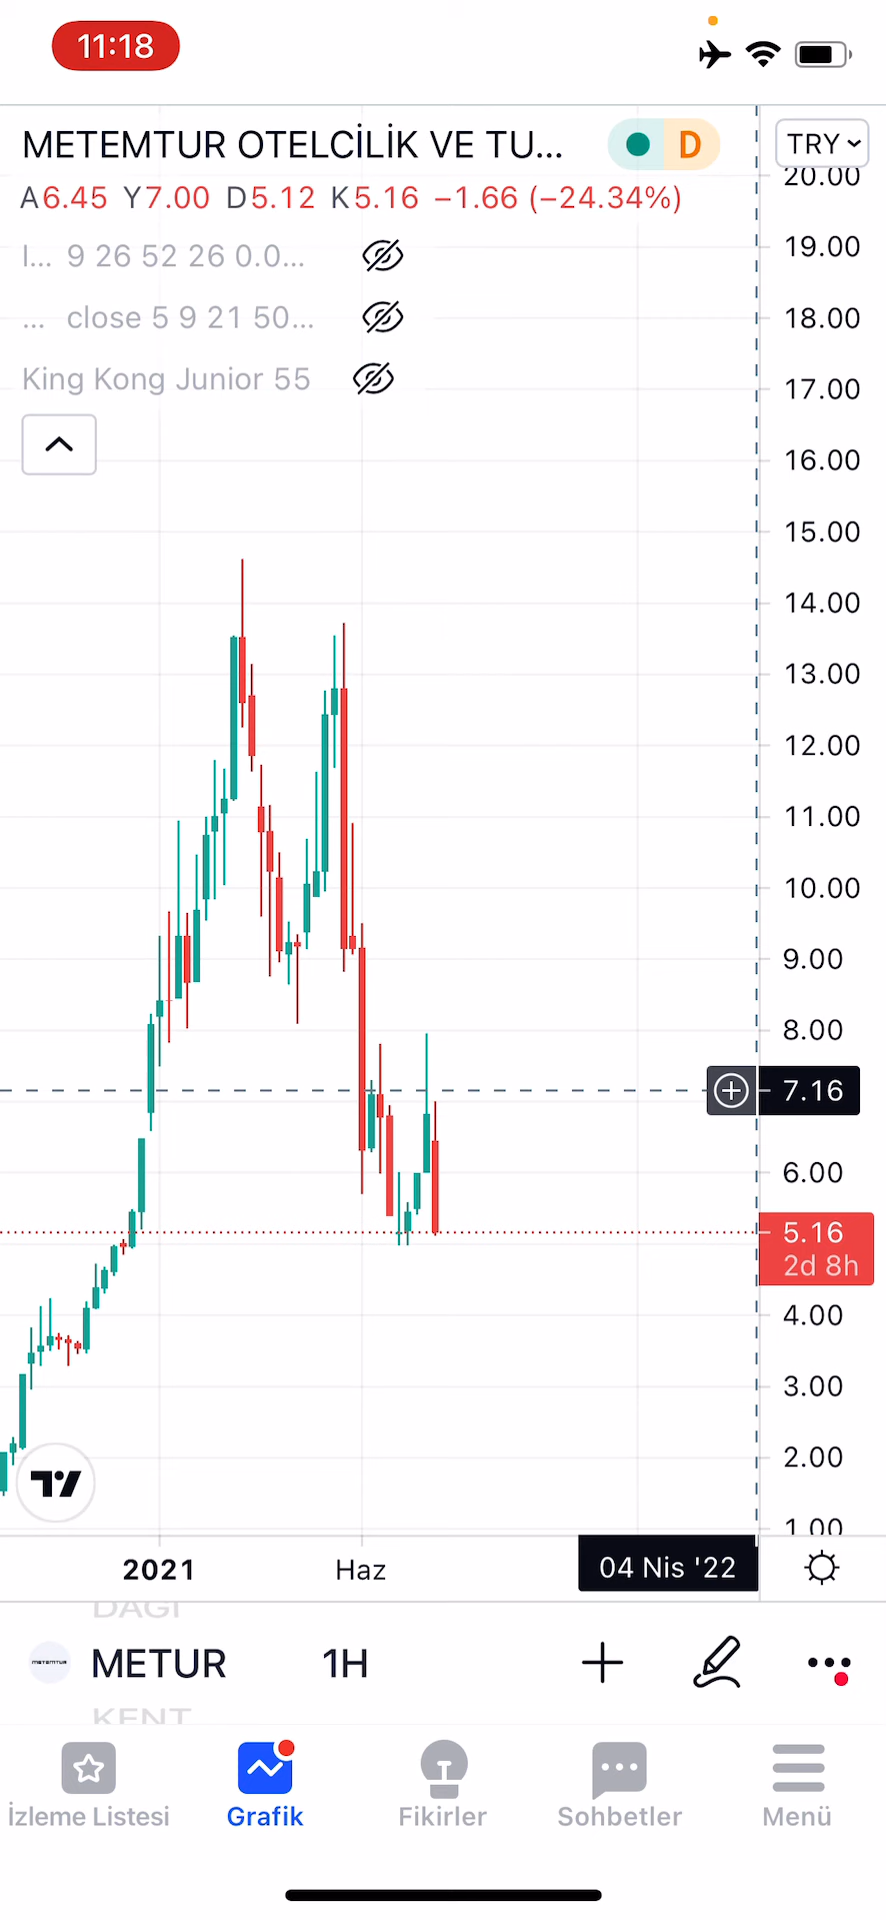 11:18
METEMTUR OTELCİLİK VE TU...
D
TRY
A6.45 Y7.00 D5.12 K5.16 −1.66 (−24.34%)
I... 9 26 52 26 0.0...
... close 5 9 21 50...
King Kong Junior 55
20.00
19.00
18.00
17.00
16.00
15.00
14.00
13.00
12.00
11.00
10.00
9.00
8.00
7.16
6.00
5.16
2d 8h
4.00
3.00
2.00
1.00
2021
Haz
04 Nis '22
DAGI
METEMTUR
METUR
1H
KENT
İzleme Listesi
Grafik
Fikirler
Sohbetler
Menü